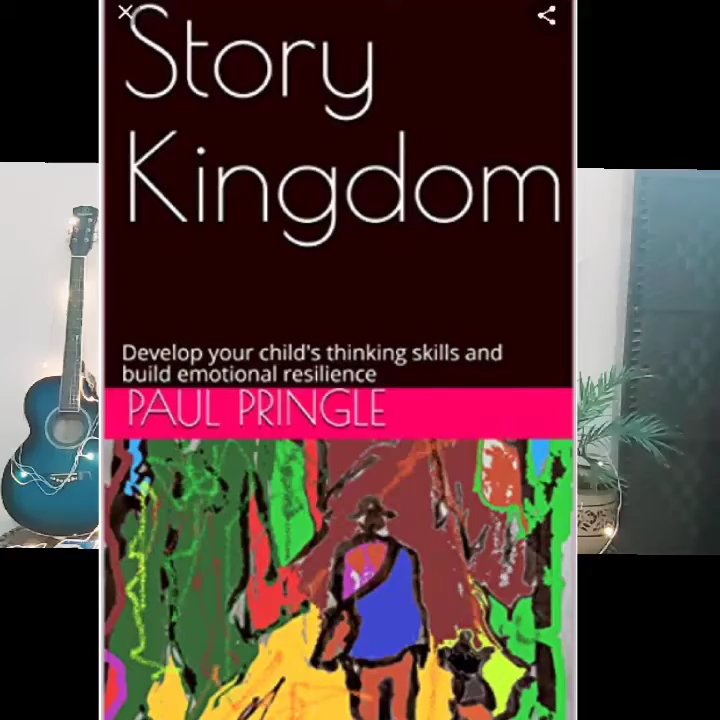 Story
Kingdom
Develop your child's thinking skills and
build emotional resilience
PAUL PRINGLE